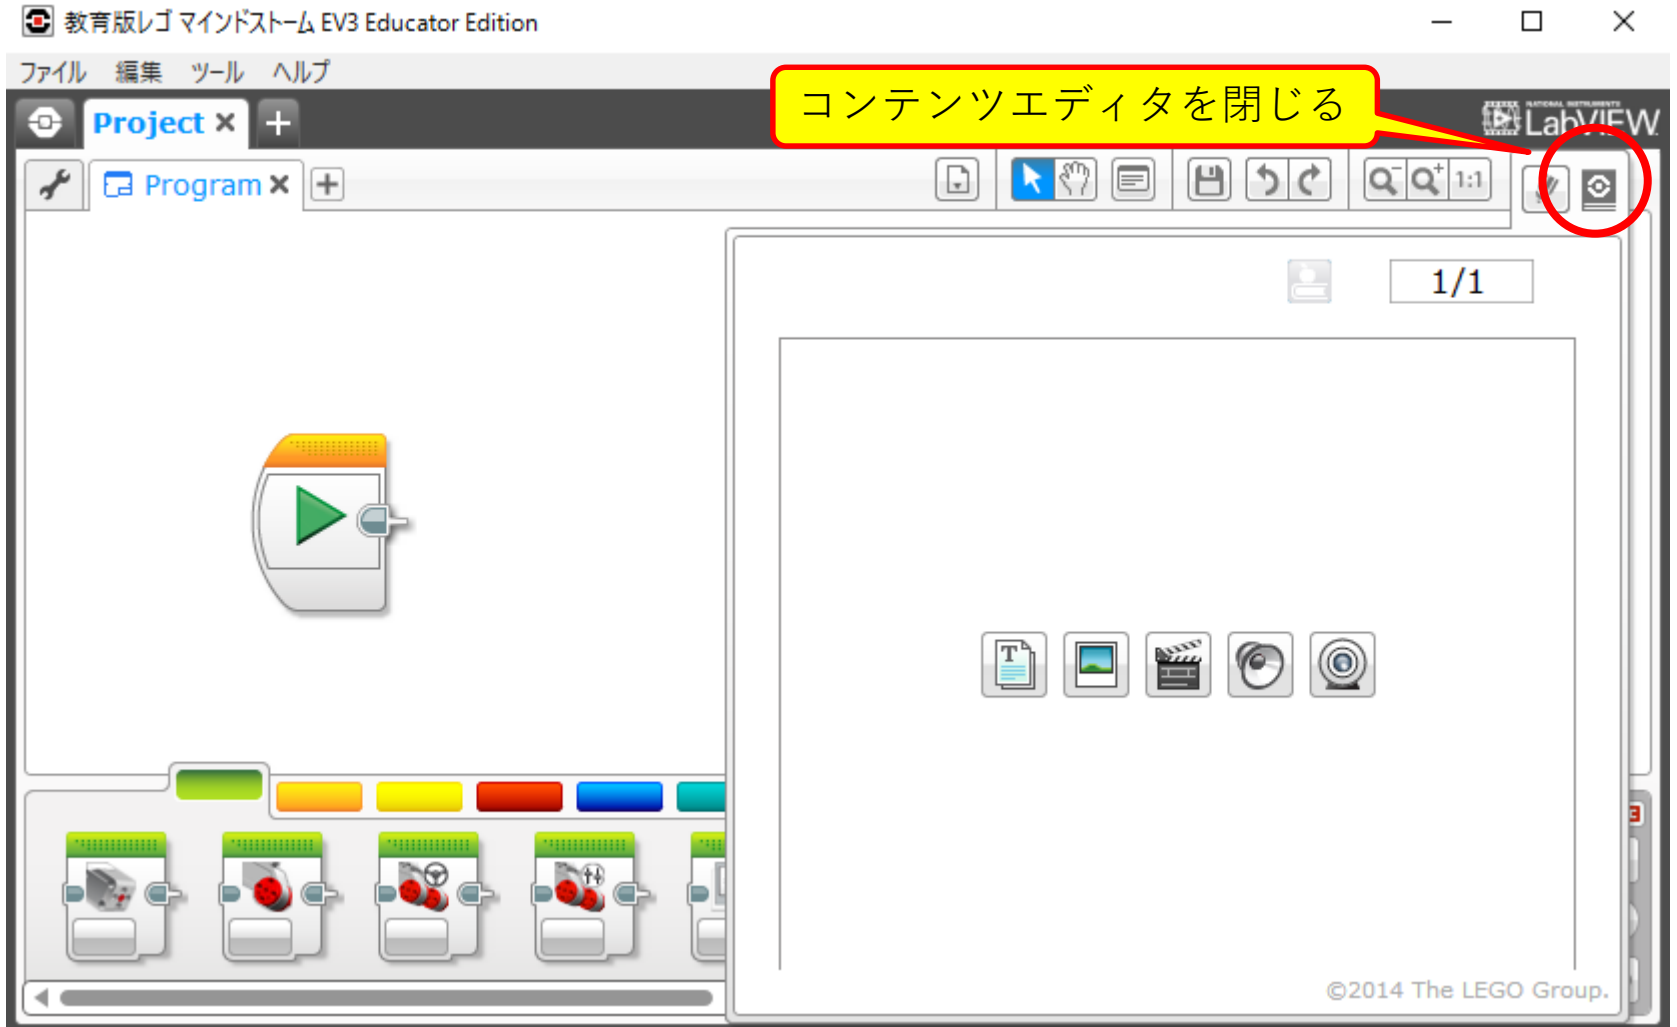 教育版レゴ マインドストーム EV3 Educator Edition
ファイル 編集 ツール ヘルプ
コンテンツエディタを閉じる
Project
NATIONAL INSTRUMENTS
LabVIEW
Program
1:1
1/1
T
©2014 The LEGO Group.